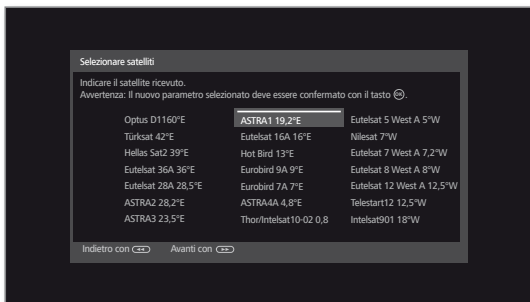 Selezionare satelliti
Indicare il satellite ricevuto.
Avvertenza: Il nuovo parametro selezionato deve essere confermato con il tasto OK.
Optus D1160°E
Türksat 42°E
Hellas Sat2 39°E
Eutelsat 36A 36°E
Eutelsat 28A 28,5°E
ASTRA2 28,2°E
ASTRA3 23,5°E
ASTRA1 19,2°E
Eutelsat 16A 16°E
Hot Bird 13°E
Eurobird 9A 9°E
Eurobird 7A 7°E
ASTRA4A 4,8°E
Thor/Intelsat10-02 0,8
Eutelsat 5 West A 5°W
Nilesat 7°W
Eutelsat 7 West A 7,2°W
Eutelsat 8 West A 8°W
Eutelsat 12 West A 12,5°W
Telestart12 12,5°W
Intelsat901 18°W
Indietro con ◄◄ Avanti con ►►